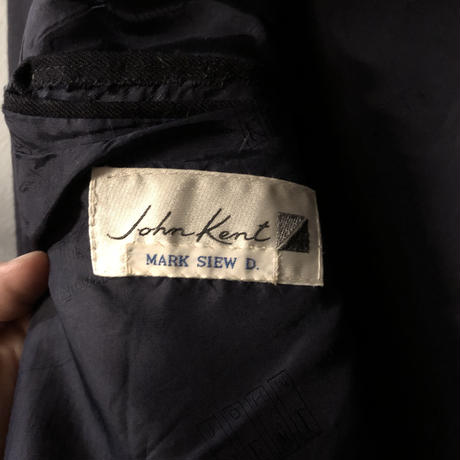 John Kent
MARK SIEW D.